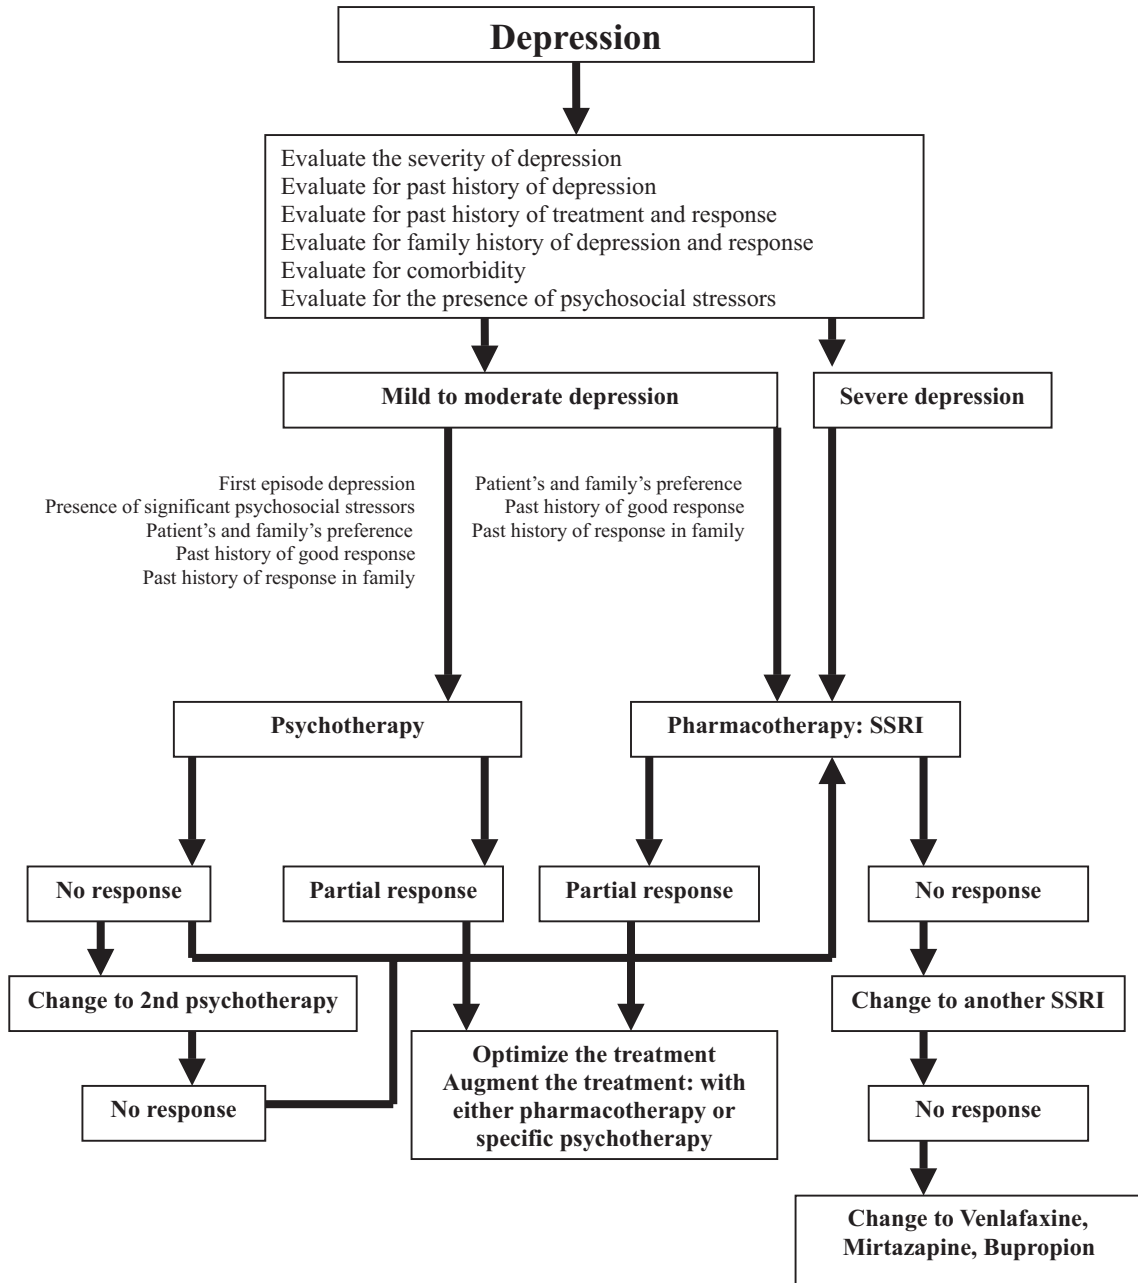 Depression
Evaluate the severity of depression
Evaluate for past history of depression
Evaluate for past history of treatment and response
Evaluate for family history of depression and response
Evaluate for comorbidity
Evaluate for the presence of psychosocial stressors
Mild to moderate depression
Severe depression
First episode depression
Presence of significant psychosocial stressors
Patient’s and family’s preference
Past history of good response
Past history of response in family
Patient’s and family’s preference
Past history of good response
Past history of response in family
Psychotherapy
Pharmacotherapy: SSRI
No response
Partial response
Partial response
No response
Change to 2nd psychotherapy
Change to another SSRI
Optimize the treatment
Augment the treatment: with
either pharmacotherapy or
specific psychotherapy
No response
No response
Change to Venlafaxine,
Mirtazapine, Bupropion